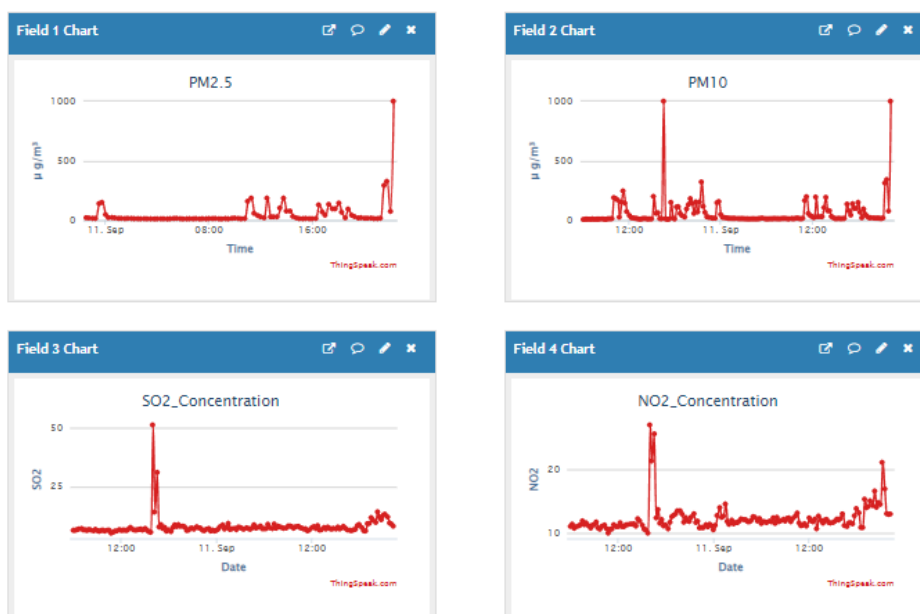 Field 1 Chart
PM2.5
1000
500
0
μ g/m³
11. Sep 08:00 16:00
Time
ThingSpeak.com
Field 2 Chart
PM10
1000
500
0
μ g/m³
12:00 11. Sep 12:00
Time
ThingSpeak.com
Field 3 Chart
SO2_Concentration
50
25
SO2
12:00 11. Sep 12:00
Date
ThingSpeak.com
Field 4 Chart
NO2_Concentration
20
10
NO2
12:00 11. Sep 12:00
Date
ThingSpeak.com